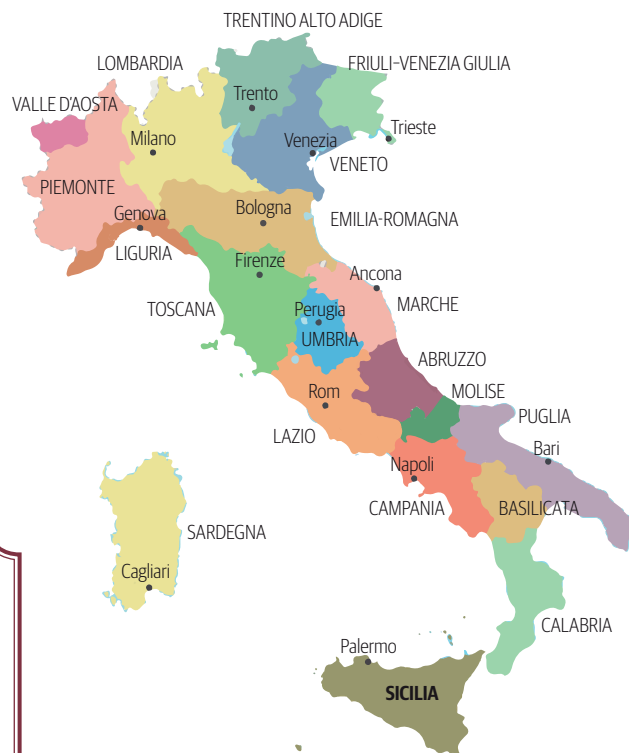 TRENTINO ALTO ADIGE
LOMBARDIA
FRIULI-VENEZIA GIULIA
VALLE D'AOSTA
Trento
Trieste
Milano
Venezia
VENETO
PIEMONTE
Genova
Bologna
EMILIA-ROMAGNA
LIGURIA
Firenze
Ancona
TOSCANA
Perugia
MARCHE
UMBRIA
ABRUZZO
Rom
MOLISE
PUGLIA
LAZIO
Bari
Napoli
CAMPANIA
BASILICATA
SARDEGNA
Cagliari
CALABRIA
Palermo
SICILIA